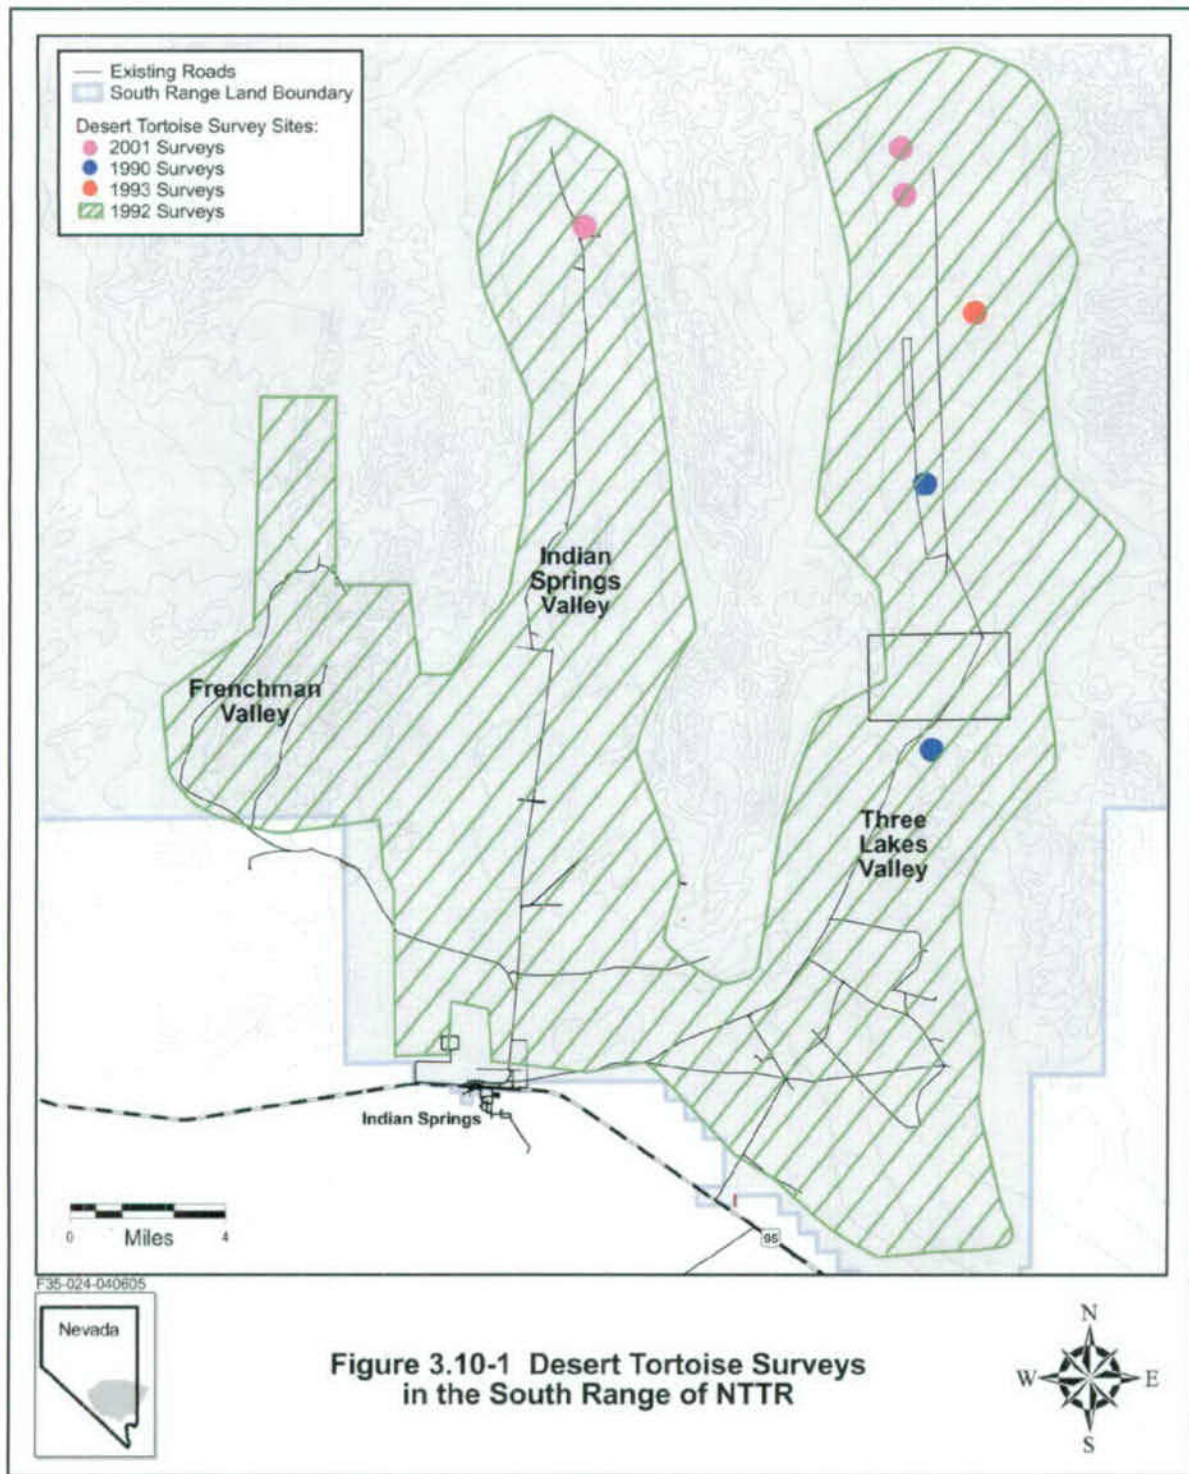 Existing Roads
South Range Land Boundary
Desert Tortoise Survey Sites:
2001 Surveys
1990 Surveys
1993 Surveys
1992 Surveys
Indian
Springs
Valley
Frenchman
Valley
Three
Lakes
Valley
Indian Springs
95
0 Miles 4
F35-024-040605
Nevada
Figure 3.10-1 Desert Tortoise Surveys
in the South Range of NTTR
N
W E
S